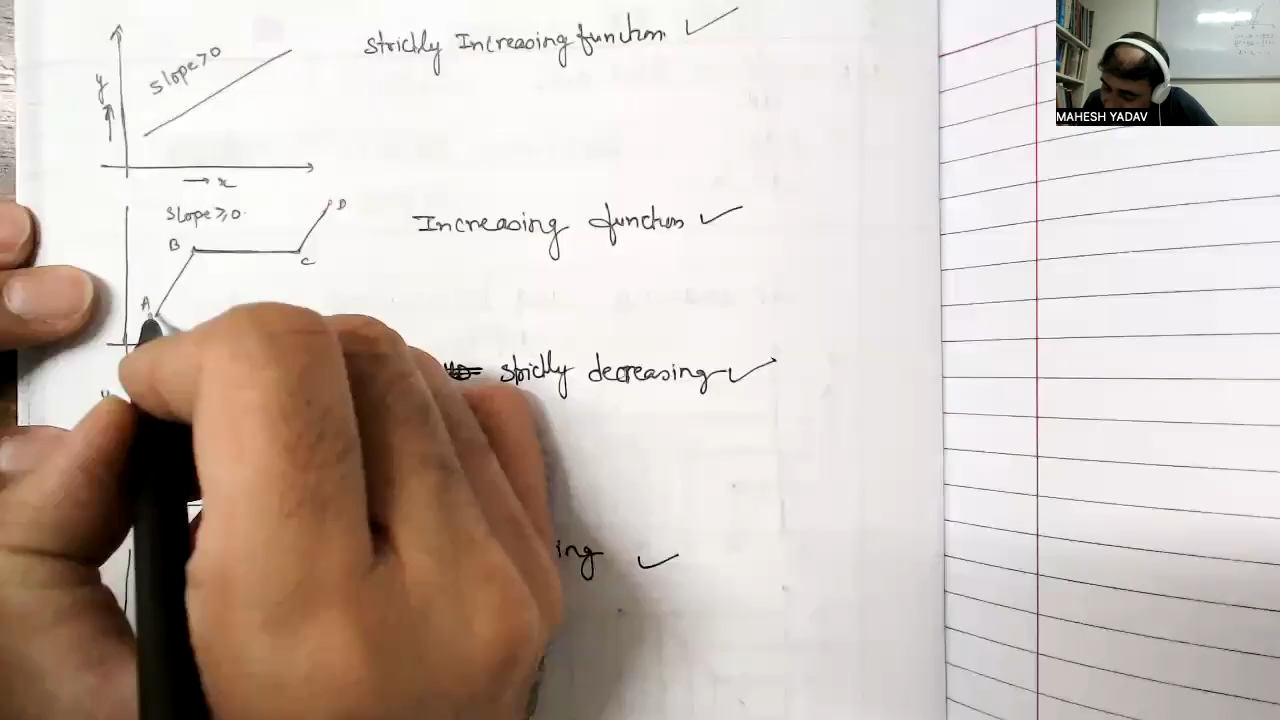 slope>0
strictly Increasing function
y
x
slope≥0
Increasing function
A
B
C
D
strictly decreasing
ing
MAHESH YADAV